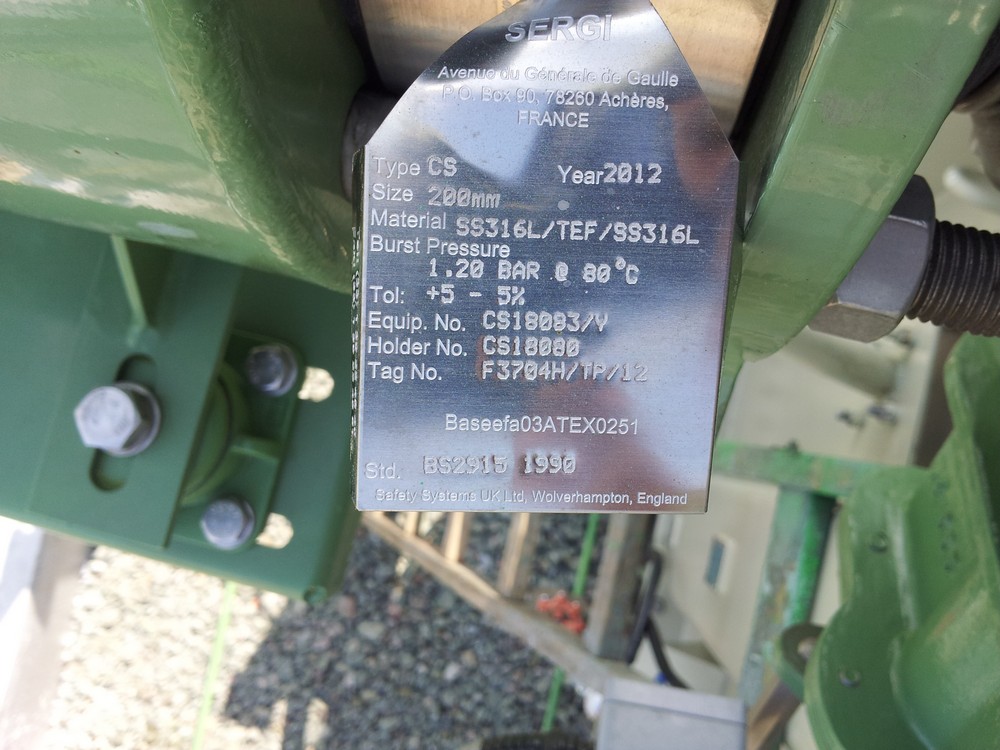 SERGI
Avenue du Générale de Gaulle
P.O. Box 90, 78260 Achères,
FRANCE
Type CS Year 2012
Size 200mm
Material SS316L/TEF/SS316L
Burst Pressure
1.20 BAR @ 80°C
Tol: +5 - 5%
Equip. No. CS18083/Y
Holder No. CS18080
Tag No. F3704H/TP/12
Baseefa03ATEX0251
Std. BS2915 1990
Safety Systems UK Ltd, Wolverhampton, England